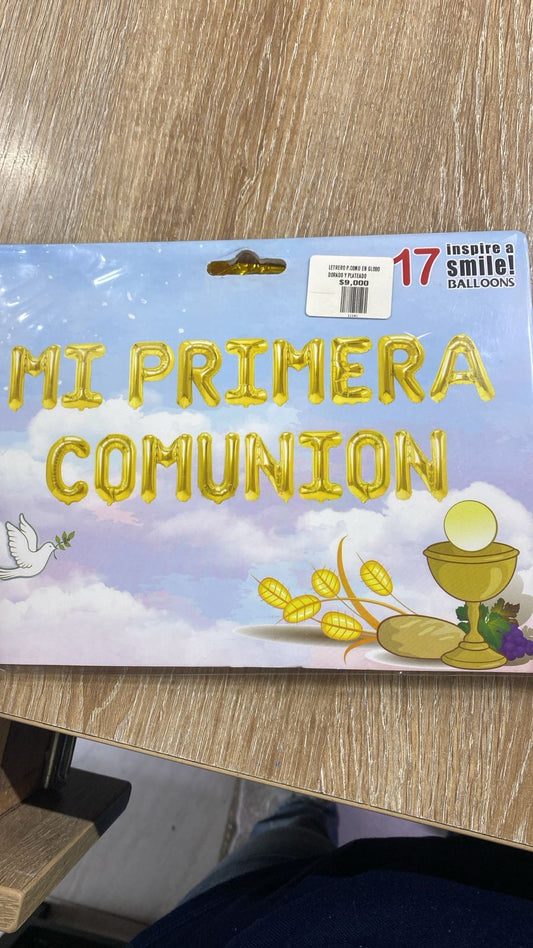 LETRERO P.COMU EN GLOBO
DORADO Y PLATEADO
$9,000
17 inspire a
smile!
BALLOONS
MI PRIMERA
COMUNION